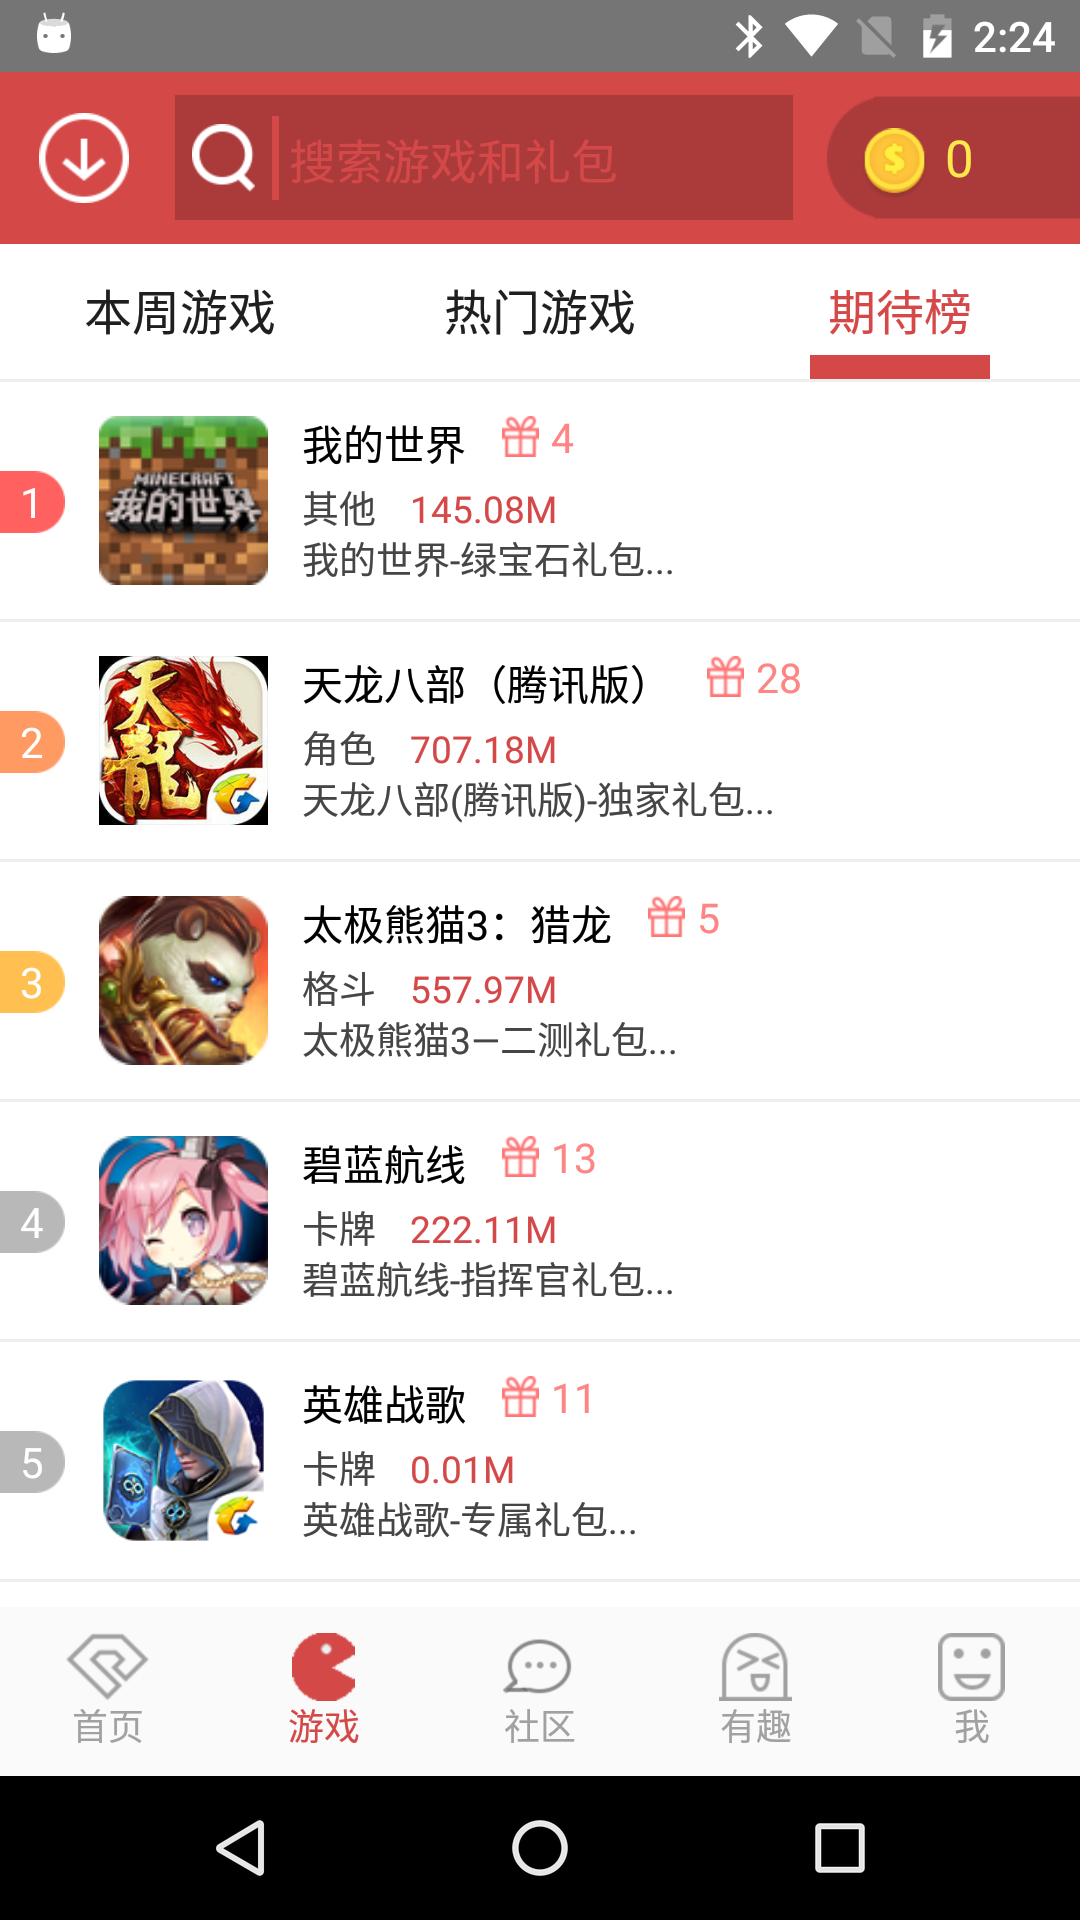 2:24
搜索游戏和礼包
0
本周游戏 热门游戏 期待榜
1
MINECRAFT
我的世界
我的世界 4
其他 145.08M
我的世界-绿宝石礼包...
2
天龍
天龙八部（腾讯版） 28
角色 707.18M
天龙八部(腾讯版)-独家礼包...
3
太极熊猫3：猎龙 5
格斗 557.97M
太极熊猫3—二测礼包...
4
碧蓝航线 13
卡牌 222.11M
碧蓝航线-指挥官礼包...
5
英雄战歌 11
卡牌 0.01M
英雄战歌-专属礼包...
首页 游戏 社区 有趣 我